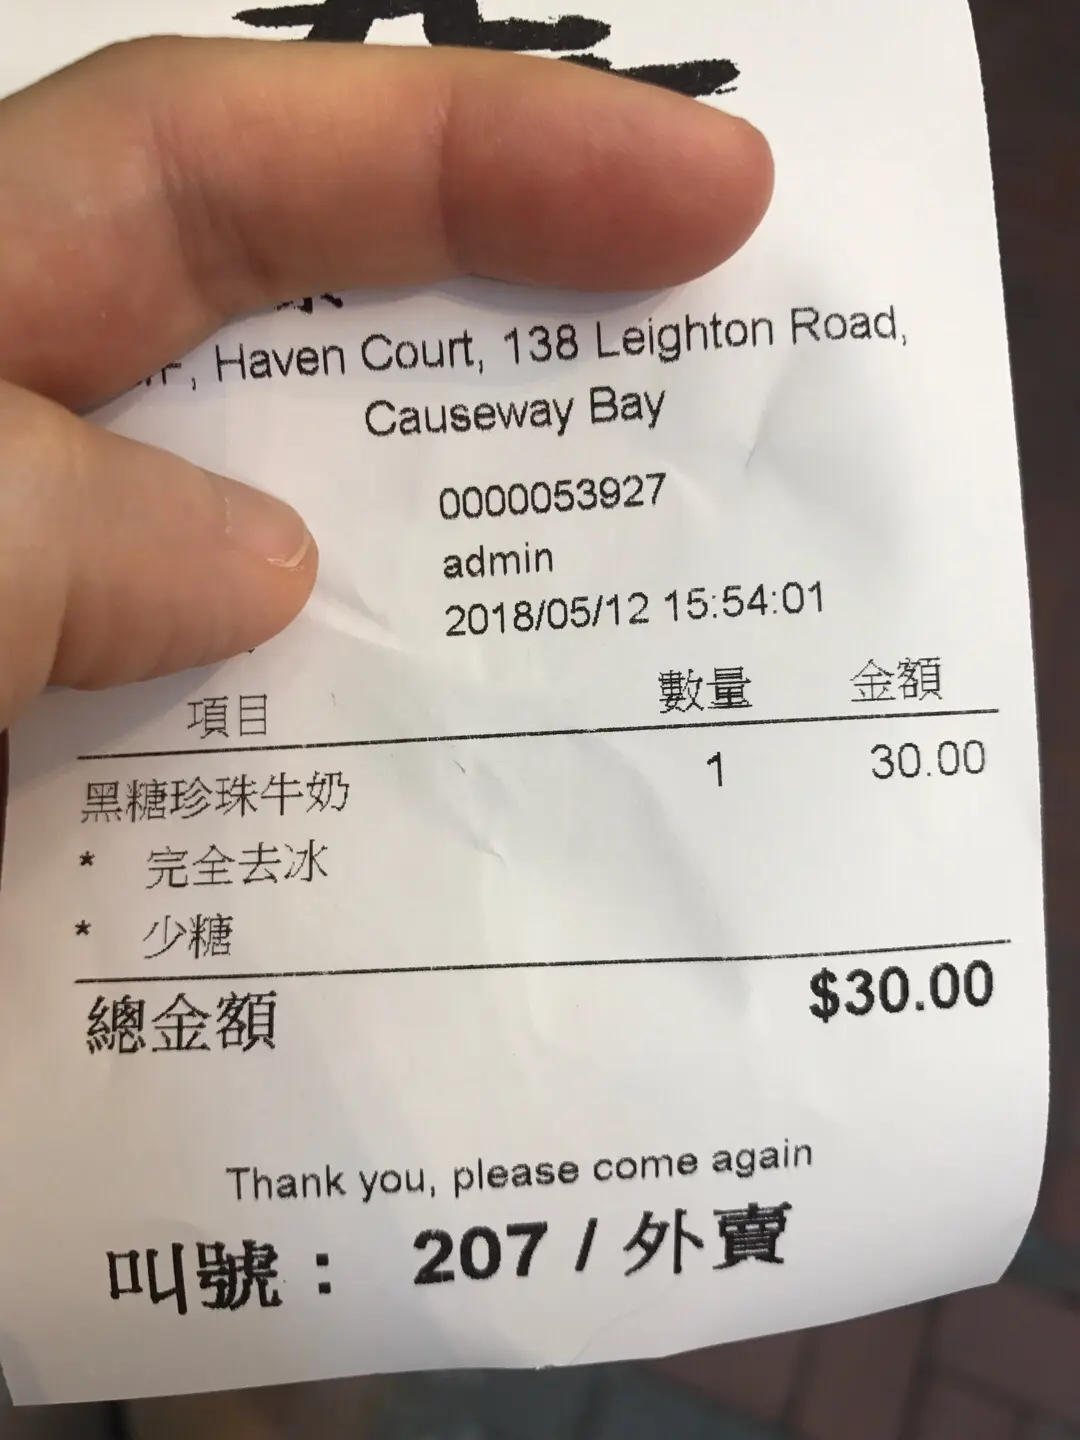 Haven Court, 138 Leighton Road,
Causeway Bay
0000053927
admin
2018/05/12 15:54:01
項目 數量 金額
黑糖珍珠牛奶 1 30.00
* 完全去冰
* 少糖
總金額 $30.00
Thank you, please come again
叫號： 207 / 外賣